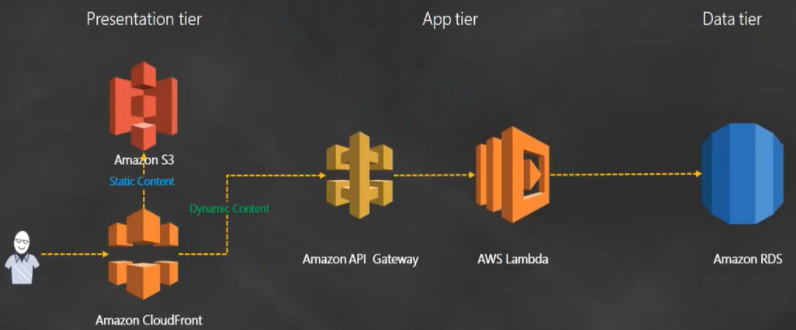 Presentation tier
App tier
Data tier
Amazon S3
Static Content
Dynamic Content
Amazon API Gateway
AWS Lambda
Amazon RDS
Amazon CloudFront